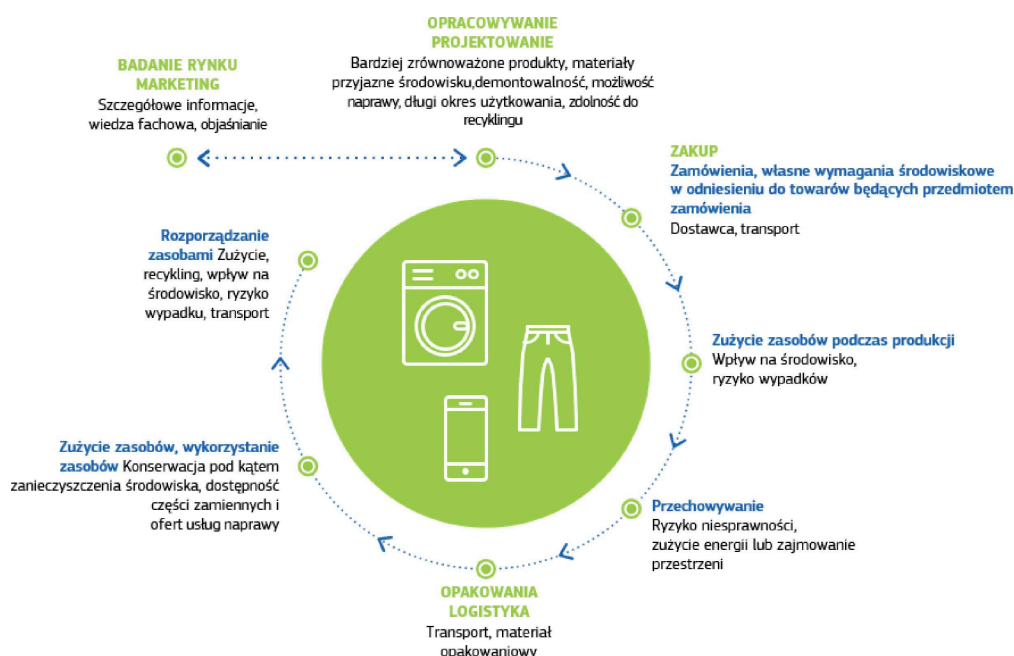 BADANIE RYNKU
MARKETING
Szczegółowe informacje,
wiedza fachowa, objaśnianie
OPRACOWYWANIE
PROJEKTOWANIE
Bardziej zrównoważone produkty, materiały
przyjazne środowisku,demontowalność, możliwość
naprawy, długi okres użytkowania, zdolność do
recyklingu
ZAKUP
Zamówienia, własne wymagania środowiskowe
w odniesieniu do towarów będących przedmiotem
zamówienia
Dostawca, transport
Zużycie zasobów podczas produkcji
Wpływ na środowisko,
ryzyko wypadków
Przechowywanie
Ryzyko niesprawności,
zużycie energii lub zajmowanie
przestrzeni
OPAKOWANIA
LOGISTYKA
Transport, materiał
opakowaniowy
Zużycie zasobów, wykorzystanie
zasobów Konserwacja pod kątem
zanieczyszczenia środowiska, dostępność
części zamiennych i
ofert usług naprawy
Rozporządzanie
zasobami Zużycie,
recykling, wpływ na
środowisko, ryzyko
wypadku, transport